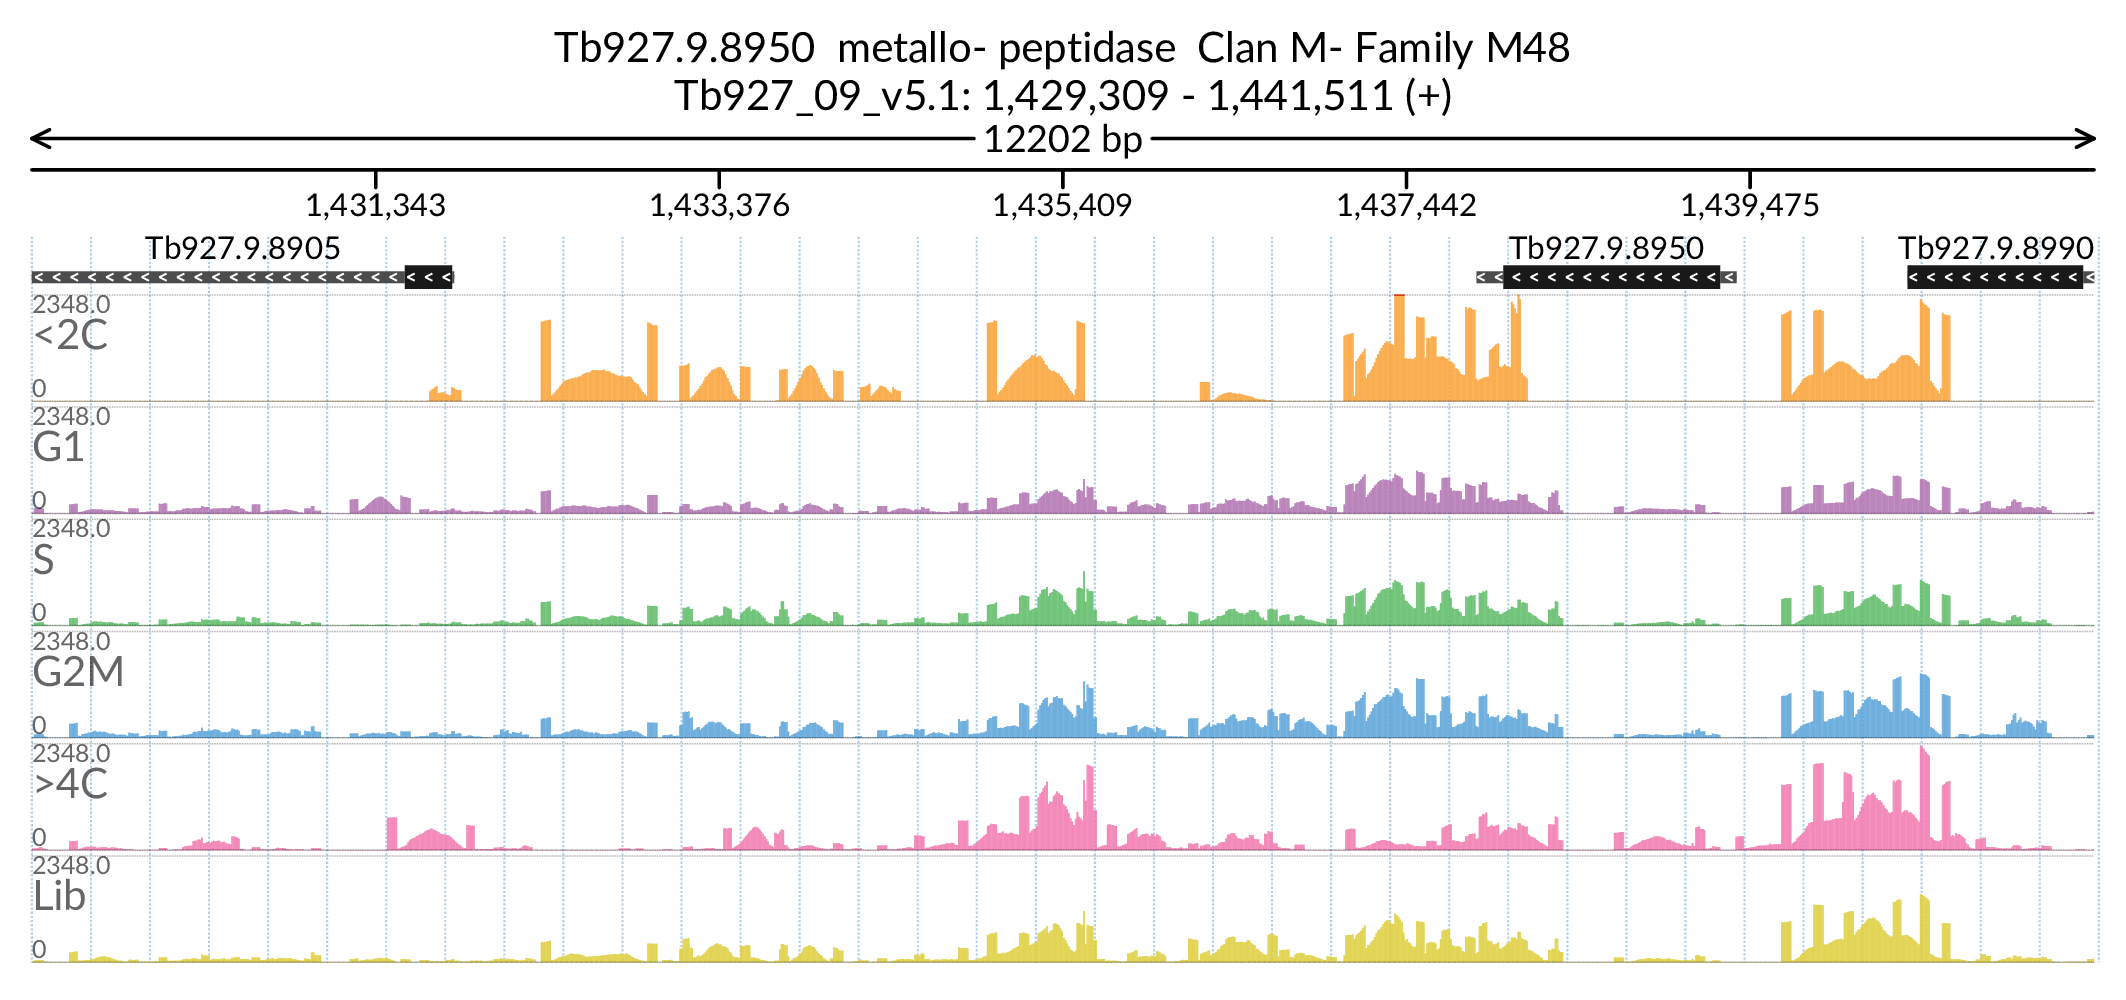 Tb927.9.8950 metallo- peptidase Clan M- Family M48
Tb927_09_v5.1: 1,429,309 - 1,441,511 (+)
12202 bp
1,431,343 1,433,376 1,435,409 1,437,442 1,439,475
Tb927.9.8905 Tb927.9.8950 Tb927.9.8990
2348.0
<2C
0
2348.0
G1
0
2348.0
S
0
2348.0
G2M
0
2348.0
>4C
0
2348.0
Lib
0